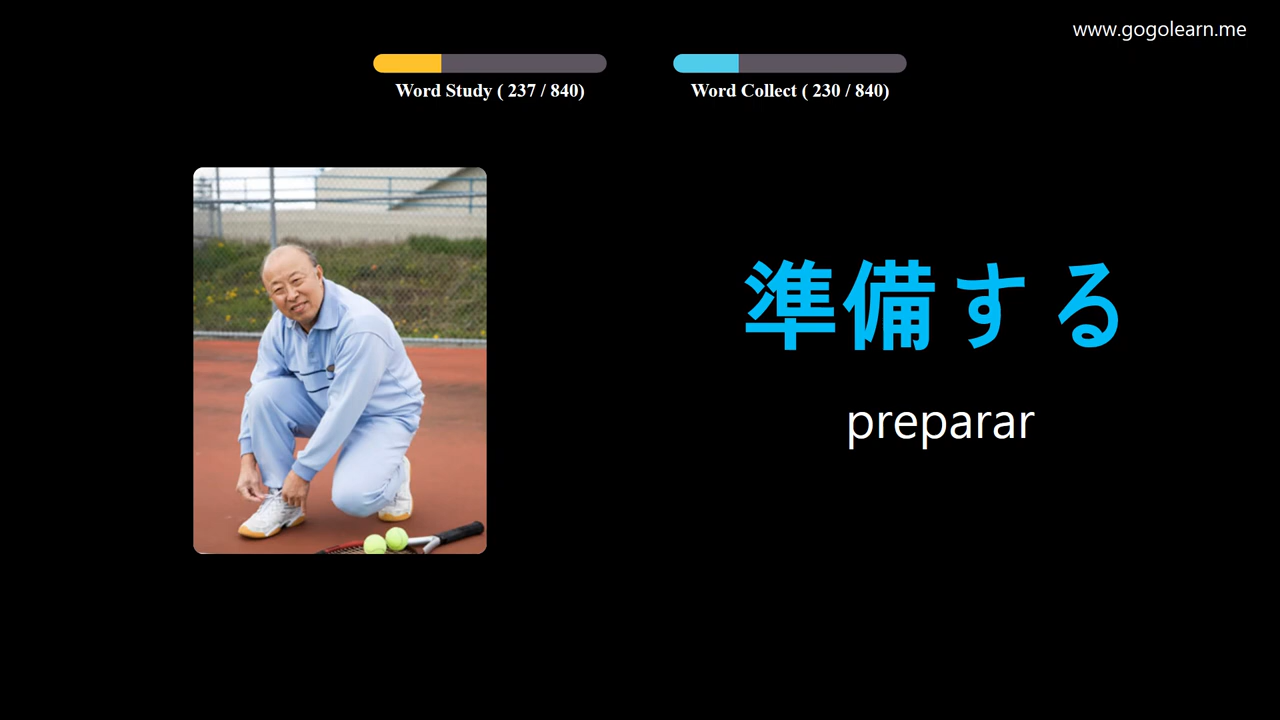 www.gogolearn.me
Word Study ( 237 / 840)
Word Collect ( 230 / 840)
準備する
preparar